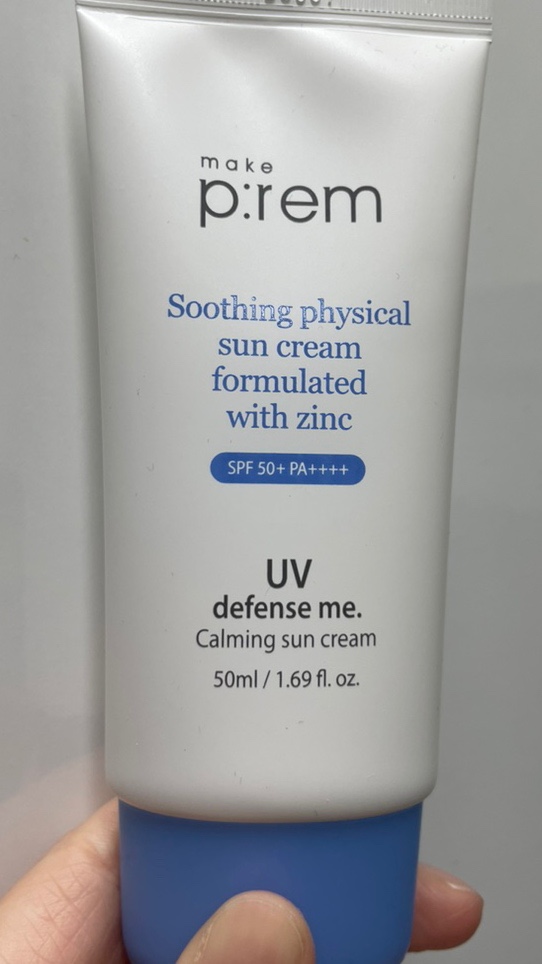 make
p:rem
Soothing physical
sun cream
formulated
with zinc
SPF 50+ PA++++
UV
defense me.
Calming sun cream
50ml / 1.69 fl. oz.